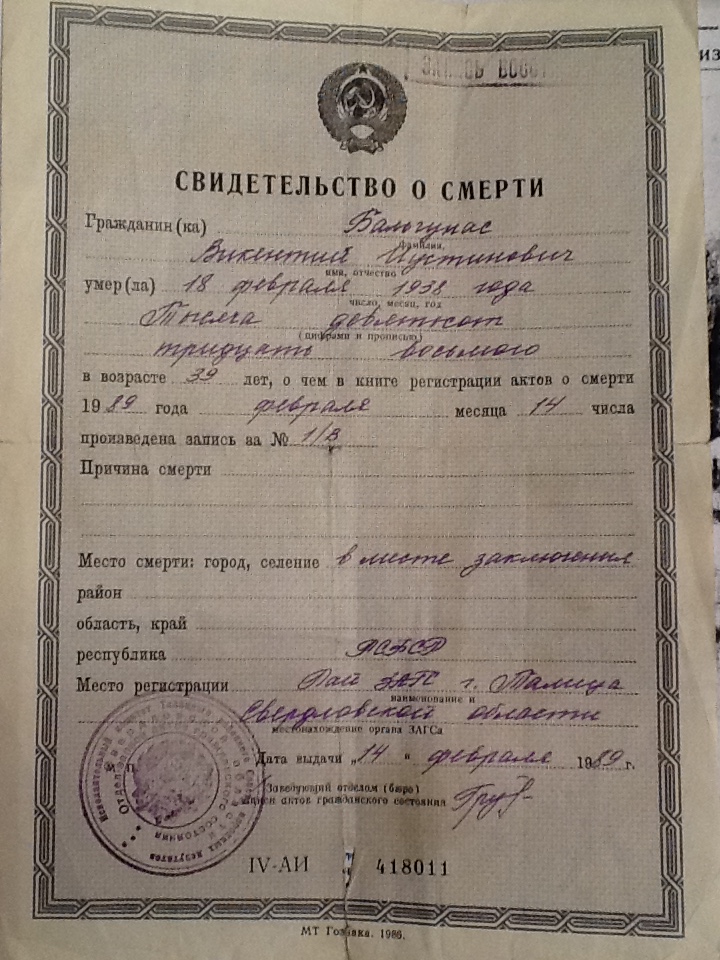 ЗАПИСЬ ВОССТ
из
СВИДЕТЕЛЬСТВО О СМЕРТИ
Гражданин (ка) Балтунас
фамилия,
Викентий Иустинович
имя, отчество
умер (ла) 18 февраля 1938 года
число, месяц, год
Тысяча девятьсот
(цифрами и прописью)
тридцать восьмого
в возрасте 39 лет, о чем в книге регистрации актов о смерти
1989 года февраля месяца 14 числа
произведена запись за № 1/В
Причина смерти
Место смерти: город, селение в месте заключения
район
область, край
республика РСФСР
Место регистрации Рай ЗАГС г. Талица
наименование и
Свердловской области
местонахождение органа ЗАГСа
Дата выдачи „14 “ февраля 1989 г.
М П
Заведующий отделом (бюро)
записи актов гражданского состояния
IV-АИ 418011
МТ Гознака. 1986.